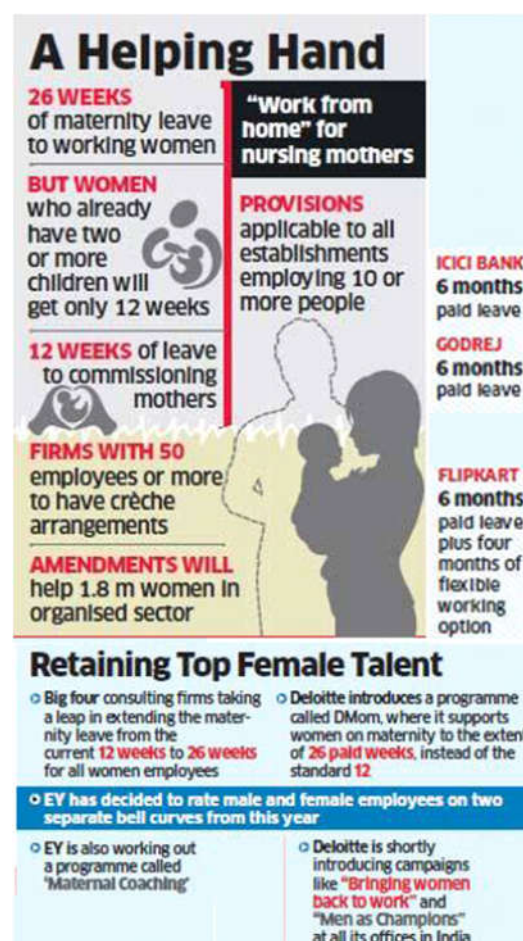 A Helping Hand
26 WEEKS
of maternity leave
to working women
BUT WOMEN
who already
have two
or more
children will
get only 12 weeks
12 WEEKS of leave
to commissioning
mothers
"Work from
home" for
nursing mothers
PROVISIONS
applicable to all
establishments
employing 10 or
more people
FIRMS WITH 50
employees or more
to have crèche
arrangements
AMENDMENTS WILL
help 1.8 m women in
organised sector
ICICI BANK
6 months
paid leave
GODREJ
6 months
paid leave
FLIPKART
6 months
paid leave
plus four
months of
flexible
working
option
Retaining Top Female Talent
Big four consulting firms taking
a leap in extending the mater-
nity leave from the
current 12 weeks to 26 weeks
for all women employees
Deloitte introduces a programme
called DMom, where it supports
women on maternity to the extent
of 26 paid weeks, instead of the
standard 12
EY has decided to rate male and female employees on two
separate bell curves from this year
EY is also working out
a programme called
'Maternal Coaching'
Deloitte is shortly
introducing campaigns
like "Bringing women
back to work" and
"Men as Champions"
at all its offices in India